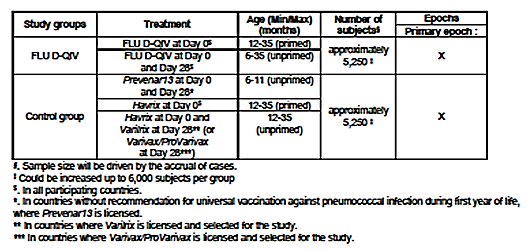 Study groups Treatment Age (Min/Max) (months) Number of subjects§ Epochs
Primary epoch :
FLU D-QIV FLU D-QIV at Day 0$ 12-35 (primed) approximately 5,250 ‡ X
FLU D-QIV at Day 0 and Day 28$ 6-35 (unprimed)
Control group Prevenar13 at Day 0 and Day 28* 6-11 (unprimed) approximately 5,250 ‡ X
Havrix at Day 0$ 12-35 (primed)
Havrix at Day 0 and Varilrix at Day 28** (or Varivax/ProVarivax at Day 28***) 12-35 (unprimed)
Sample size will be driven by the accrual of cases.
‡ Could be increased up to 6,000 subjects per group
$. In all participating countries.
*. In countries without recommendation for universal vaccination against pneumococcal infection during first year of life,
where Prevenar13 is licensed.
** In countries where Varilrix is licensed and selected for the study.
*** In countries where Varivax/ProVarivax is licensed and selected for the study.